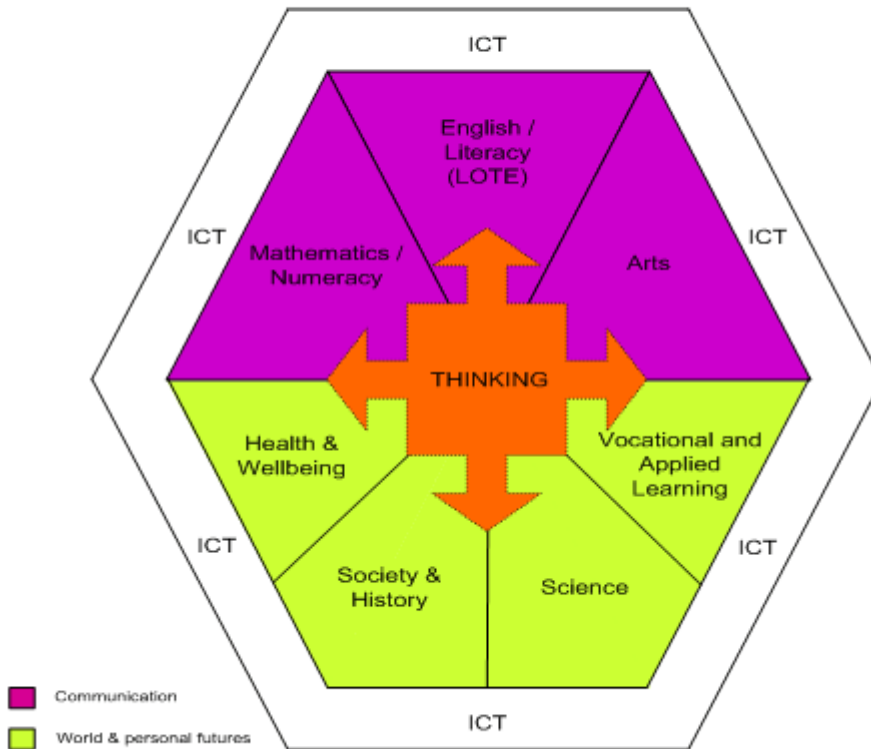 ICT
English /
Literacy
(LOTE)
ICT
ICT
Mathematics /
Numeracy
Arts
THINKING
Health &
Wellbeing
Vocational and
Applied
Learning
ICT
ICT
Society &
History
Science
ICT
Communication
World & personal futures